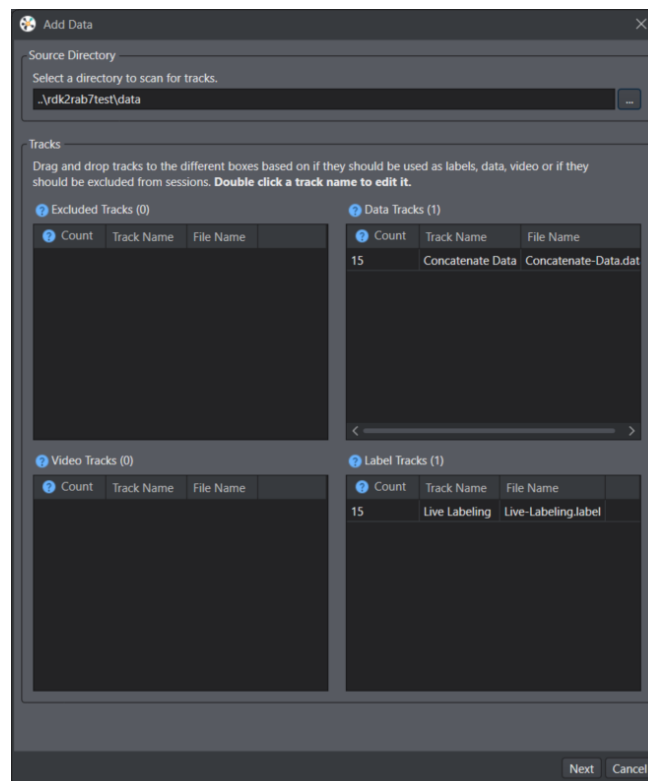 Add Data
Source Directory
Select a directory to scan for tracks.
..\rdk2rab7test\data
...
Tracks
Drag and drop tracks to the different boxes based on if they should be used as labels, data, video or if they
should be excluded from sessions. Double click a track name to edit it.
Excluded Tracks (0)
Count Track Name File Name
Data Tracks (1)
Count Track Name File Name
15 Concatenate Data Concatenate-Data.dat
Video Tracks (0)
Count Track Name File Name
Label Tracks (1)
Count Track Name File Name
15 Live Labeling Live-Labeling.label
Next Cancel